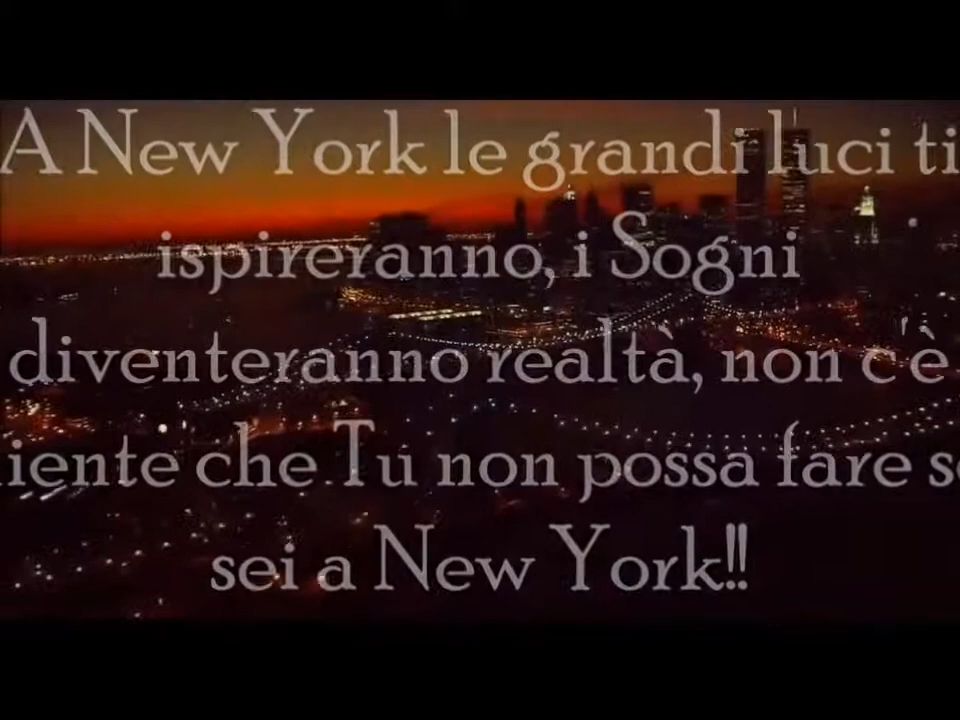 A New York le grandi luci ti
ispireranno, i Sogni
diventeranno realtà, non c'è
iente che Tu non possa fare s
sei a New York!!